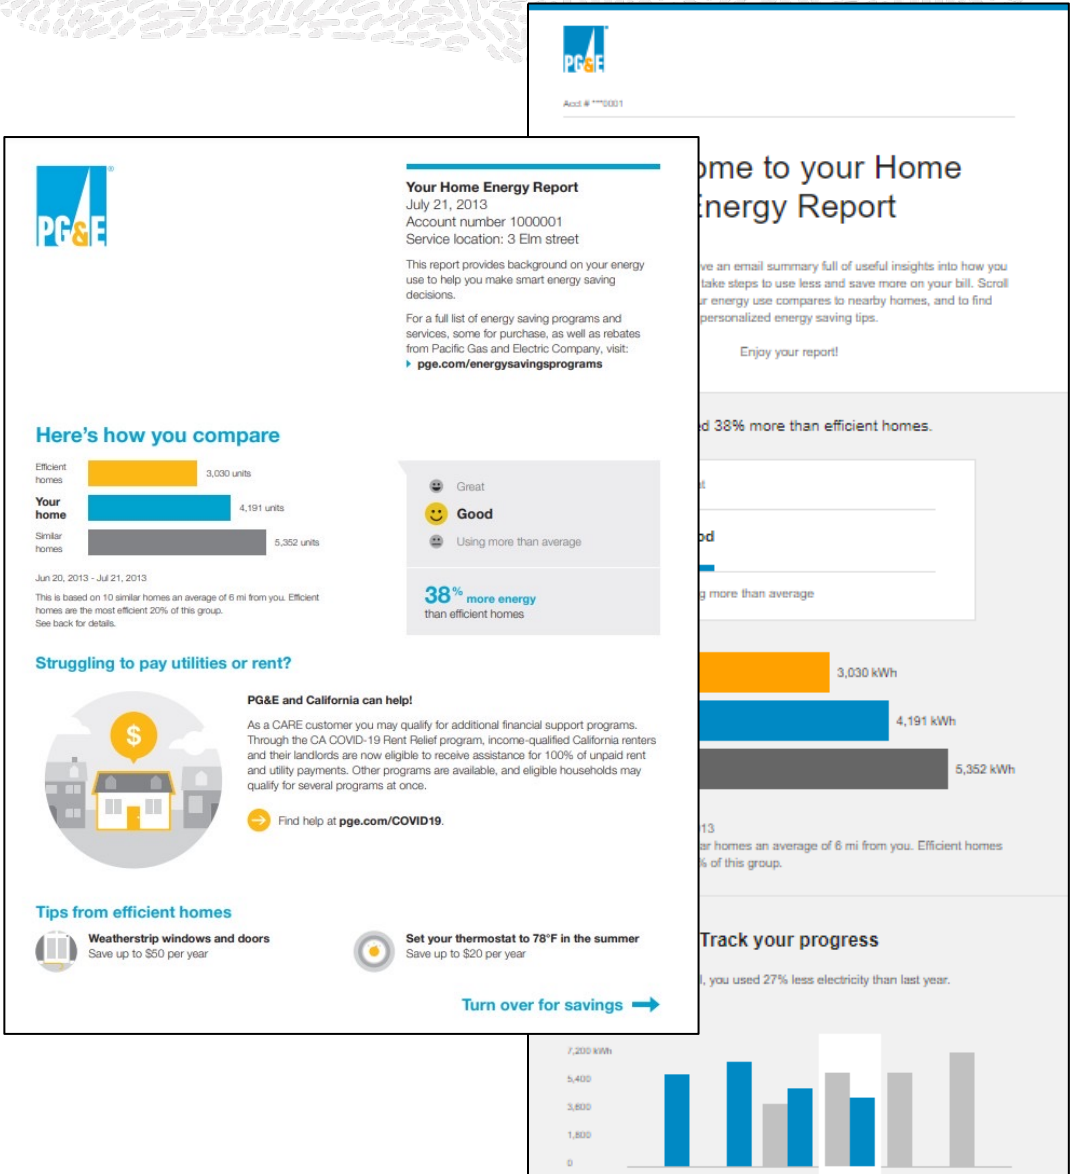 PG&E
Acct # ***0001
ome to your Home
Energy Report
ve an email summary full of useful insights into how you
take steps to use less and save more on your bill. Scroll
ur energy use compares to nearby homes, and to find
personalized energy saving tips.
Enjoy your report!
d 38% more than efficient homes.
od
g more than average
3,030 kWh
4,191 kWh
5,352 kWh
13
ar homes an average of 6 mi from you. Efficient homes
% of this group.
Track your progress
l, you used 27% less electricity than last year.
7,200 kWh
5,400
3,600
1,800
0
PG&E
Your Home Energy Report
July 21, 2013
Account number 1000001
Service location: 3 Elm street
This report provides background on your energy
use to help you make smart energy saving
decisions.
For a full list of energy saving programs and
services, some for purchase, as well as rebates
from Pacific Gas and Electric Company, visit:
pge.com/energysavingsprograms
Here's how you compare
Efficient
homes
3,030 units
Your
home
4,191 units
Similar
homes
5,352 units
Jun 20, 2013 - Jul 21, 2013
This is based on 10 similar homes an average of 6 mi from you. Efficient
homes are the most efficient 20% of this group.
See back for details.
Great
Good
Using more than average
38% more energy
than efficient homes
Struggling to pay utilities or rent?
$
PG&E and California can help!
As a CARE customer you may qualify for additional financial support programs.
Through the CA COVID-19 Rent Relief program, income-qualified California renters
and their landlords are now eligible to receive assistance for 100% of unpaid rent
and utility payments. Other programs are available, and eligible households may
qualify for several programs at once.
Find help at pge.com/COVID19.
Tips from efficient homes
Weatherstrip windows and doors
Save up to $50 per year
Set your thermostat to 78°F in the summer
Save up to $20 per year
Turn over for savings